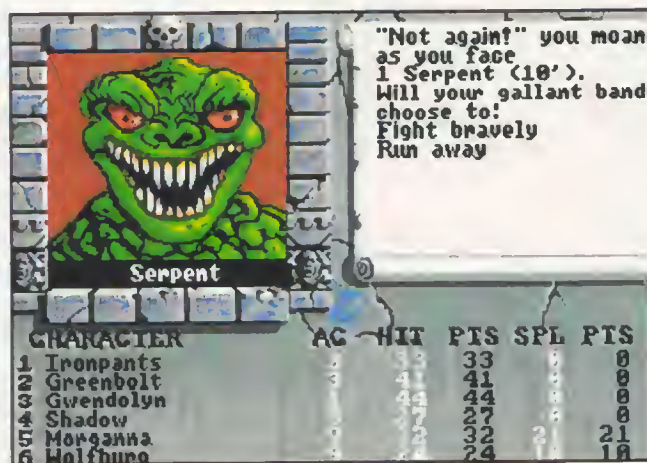 "Not again!" you moan
as you face
1 Serpent (10').
Will your gallant band
choose to:
Fight bravely
Run away
Serpent
CHARACTER AC HIT PTS SPL PTS
1 Ironpants 33 0
2 Greenbolt 41 0
3 Gwendolyn 44 0
4 Shadow 27 0
5 Morganna 32 21
6 24